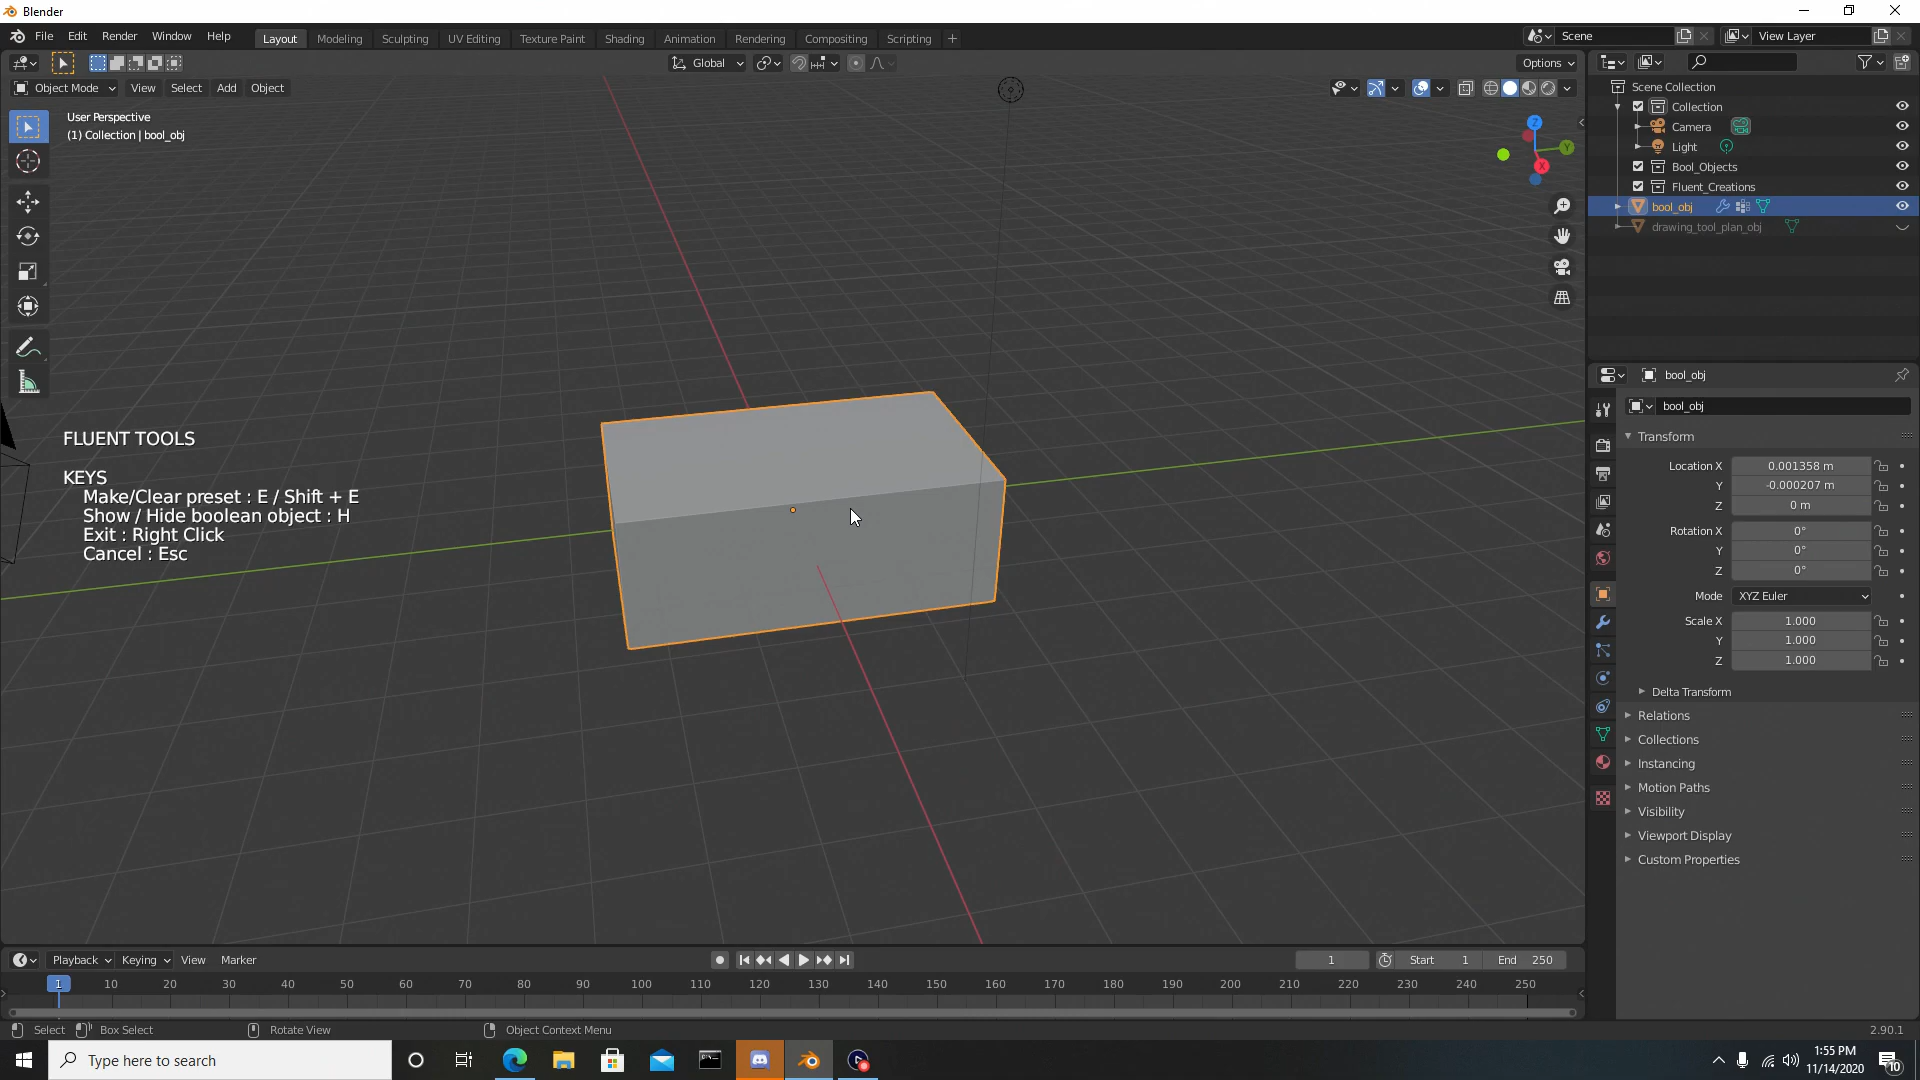 Blender
File Edit Render Window Help
Layout Modeling Sculpting UV Editing Texture Paint Shading Animation Rendering Compositing Scripting
Scene
View Layer
Global
Options
Object Mode View Select Add Object
User Perspective
(1) Collection | bool_obj
Z
Y
X
FLUENT TOOLS
KEYS
Make/Clear preset : E / Shift + E
Show / Hide boolean object : H
Exit : Right Click
Cancel : Esc
Scene Collection
Collection
Camera
Light
Bool_Objects
Fluent_Creations
bool_obj
drawing_tool_plan_obj
bool_obj
bool_obj
Transform
Location X 0.001358 m
Y -0.000207 m
Z 0 m
Rotation X 0°
Y 0°
Z 0°
Mode XYZ Euler
Scale X 1.000
Y 1.000
Z 1.000
Delta Transform
Relations
Collections
Instancing
Motion Paths
Visibility
Viewport Display
Custom Properties
Playback Keying View Marker
1 Start 1 End 250
1 10 20 30 40 50 60 70 80 90 100 110 120 130 140 150 160 170 180 190 200 210 220 230 240 250
Select Box Select Rotate View Object Context Menu 2.90.1
Type here to search
1:55 PM
11/14/2020
10